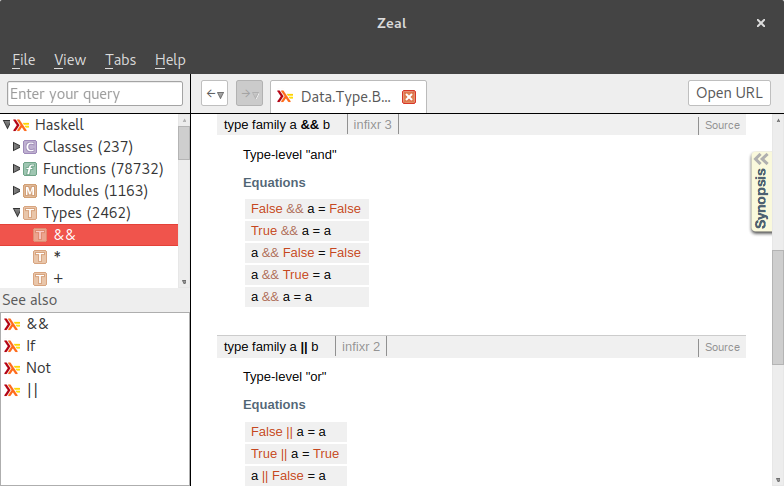 Zeal
File View Tabs Help
Enter your query
Data.Type.B...
Open URL
Haskell
Classes (237)
Functions (78732)
Modules (1163)
Types (2462)
&&
*
+
See also
&&
If
Not
||
type family a && b infixr 3 Source
Type-level "and"
Equations
False && a = False
True && a = a
a && False = False
a && True = a
a && a = a
type family a || b infixr 2 Source
Type-level "or"
Equations
False || a = a
True || a = True
a || False = a
Synopsis